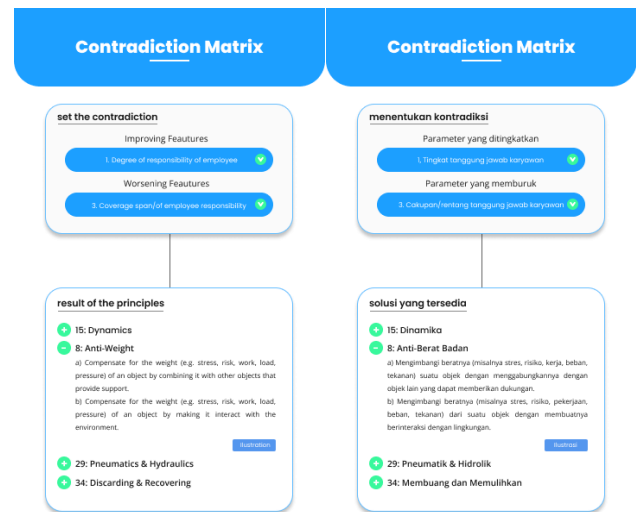 Contradiction Matrix
set the contradiction
Improving Feautures
1. Degree of responsibility of employee
Worsening Feautures
3. Coverage span/of employee responsibility
result of the principles
15: Dynamics
8: Anti-Weight
a) Compensate for the weight (e.g. stress, risk, work, load,
pressure) of an object by combining it with other objects that
provide support.
b) Compensate for the weight (e.g. stress, risk, work, load,
pressure) of an object by making it interact with the
environment.
Ilustration
29: Pneumatics & Hydraulics
34: Discarding & Recovering
Contradiction Matrix
menentukan kontradiksi
Parameter yang ditingkatkan
1, Tingkat tanggung jawab karyawan
Parameter yang memburuk
3. Cakupan/rentang tanggung jawab karyawan
solusi yang tersedia
15: Dinamika
8: Anti-Berat Badan
a) Mengimbangi beratnya (misalnya stres, risiko, kerja, beban,
tekanan) suatu objek dengan menggabungkannya dengan
objek lain yang dapat memberikan dukungan.
b) Mengimbangi beratnya (misalnya stres, risiko, pekerjaan,
beban, tekanan) dari suatu objek dengan membuatnya
berinteraksi dengan lingkungan.
Ilustrasi
29: Pneumatik & Hidrolik
34: Membuang dan Memulihkan